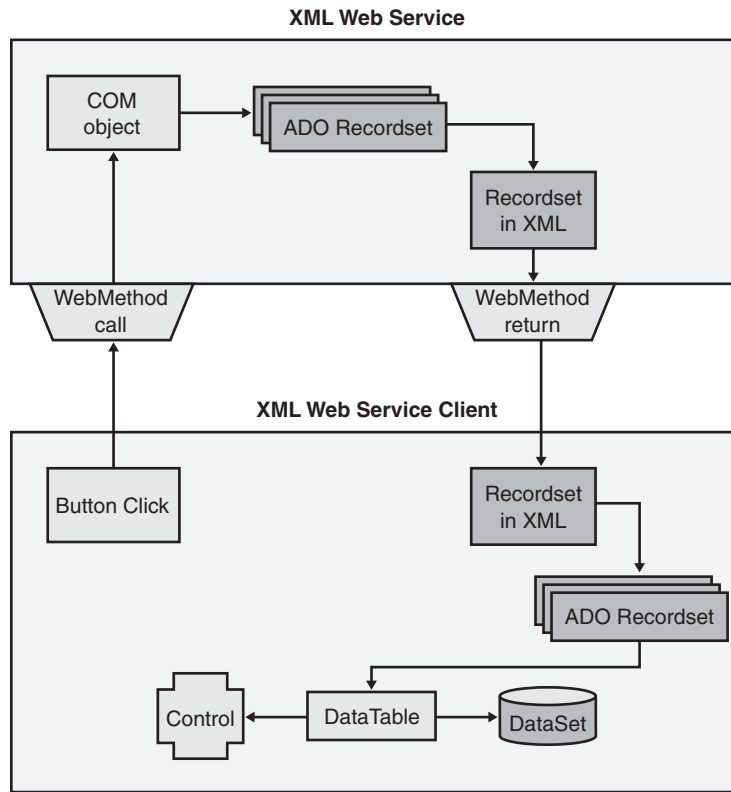 XML Web Service
COM
object
ADO Recordset
Recordset
in XML
WebMethod
call
WebMethod
return
XML Web Service Client
Button Click
Recordset
in XML
ADO Recordset
Control
DataTable
DataSet